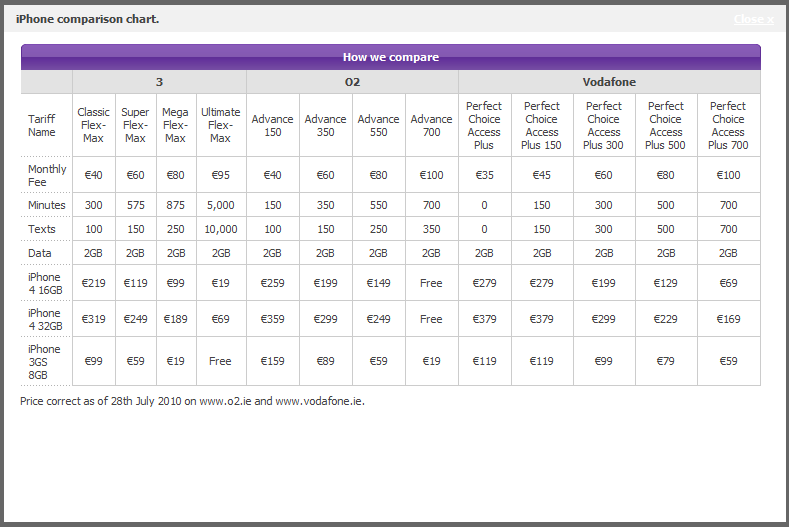 iPhone comparison chart. Close x
How we compare
3 O2 Vodafone
Tariff Name Classic Flex-Max Super Flex-Max Mega Flex-Max Ultimate Flex-Max Advance 150 Advance 350 Advance 550 Advance 700 Perfect Choice Access Plus Perfect Choice Access Plus 150 Perfect Choice Access Plus 300 Perfect Choice Access Plus 500 Perfect Choice Access Plus 700
Monthly Fee €40 €60 €80 €95 €40 €60 €80 €100 €35 €45 €60 €80 €100
Minutes 300 575 875 5,000 150 350 550 700 0 150 300 500 700
Texts 100 150 250 10,000 100 150 250 350 0 150 300 500 700
Data 2GB 2GB 2GB 2GB 2GB 2GB 2GB 2GB 2GB 2GB 2GB 2GB 2GB
iPhone 4 16GB €219 €119 €99 €19 €259 €199 €149 Free €279 €279 €199 €129 €69
iPhone 4 32GB €319 €249 €189 €69 €359 €299 €249 Free €379 €379 €299 €229 €169
iPhone 3GS 8GB €99 €59 €19 Free €159 €89 €59 €19 €119 €119 €99 €79 €59
Price correct as of 28th July 2010 on www.o2.ie and www.vodafone.ie.